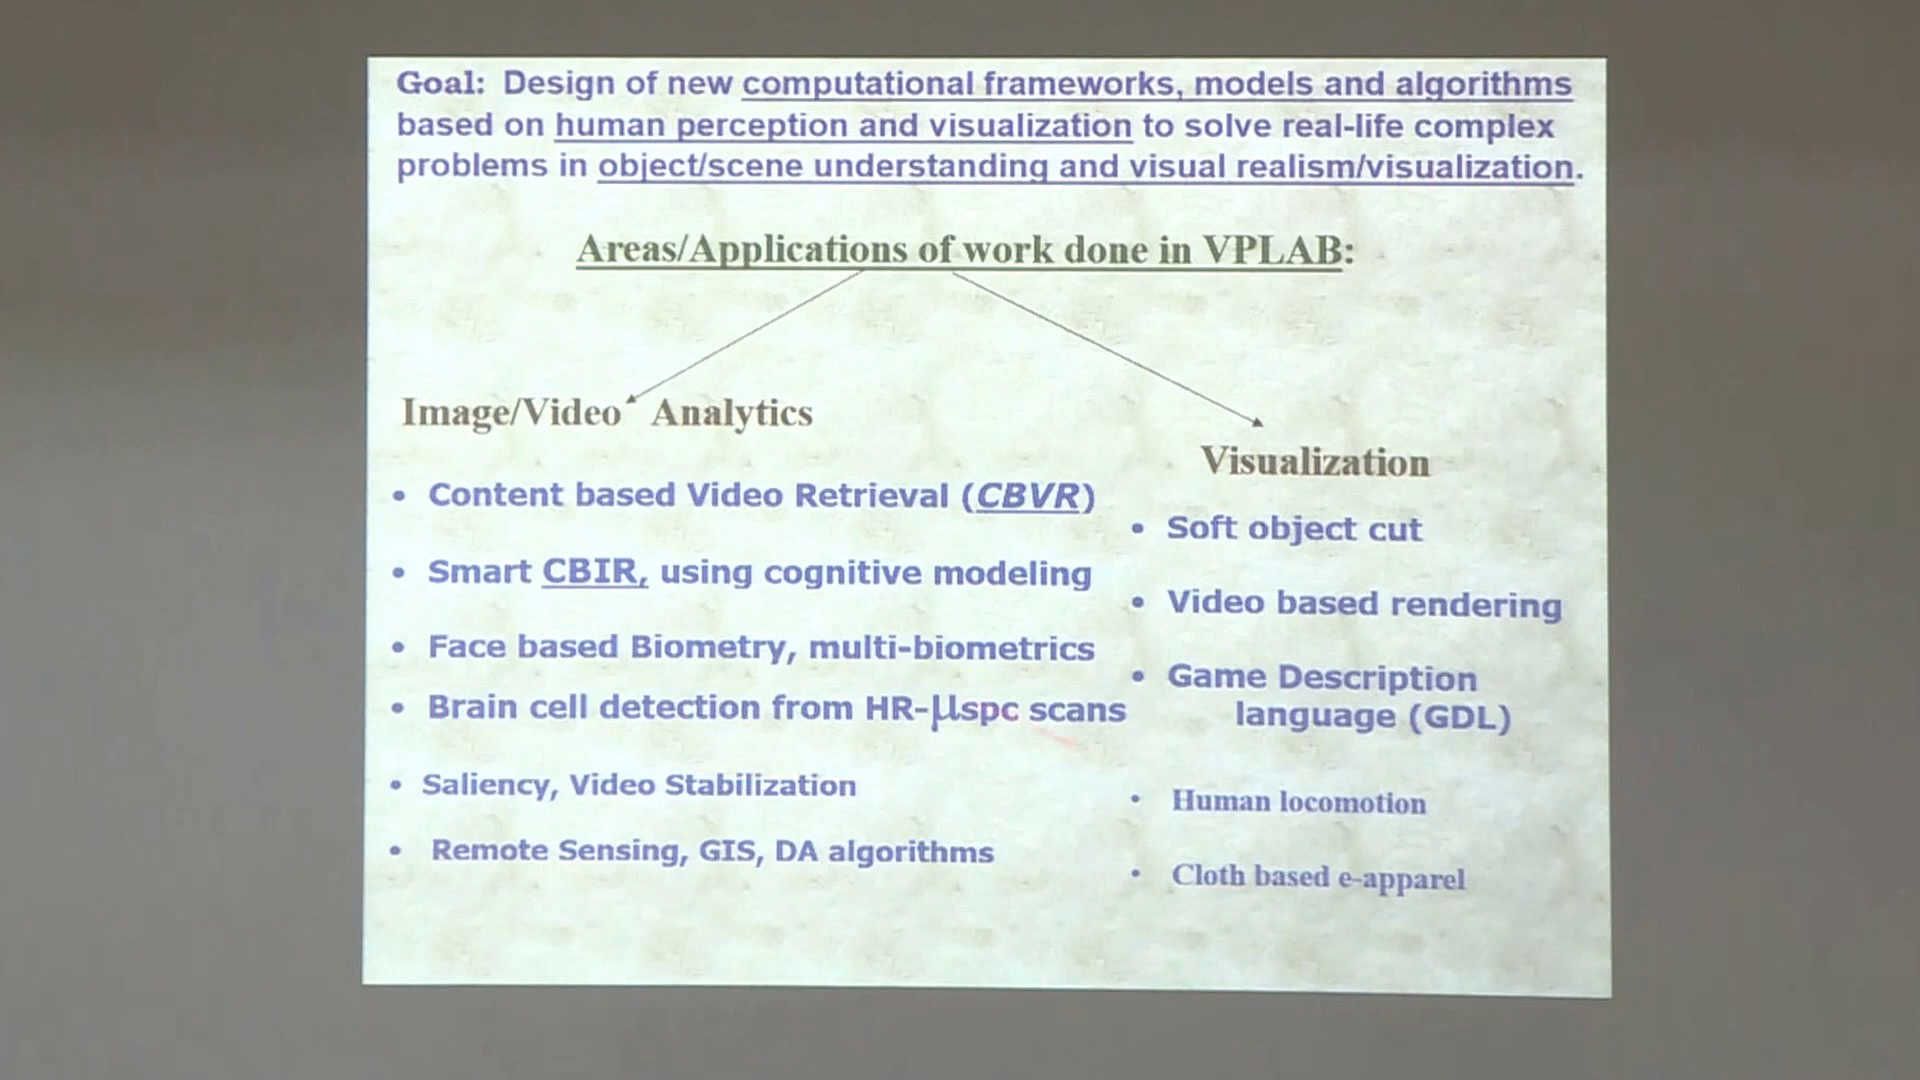 Goal: Design of new computational frameworks, models and algorithms
based on human perception and visualization to solve real-life complex
problems in object/scene understanding and visual realism/visualization.
Areas/Applications of work done in VPLAB:
Image/Video Analytics
• Content based Video Retrieval (CBVR)
• Smart CBIR, using cognitive modeling
• Face based Biometry, multi-biometrics
• Brain cell detection from HR-μspc scans
• Saliency, Video Stabilization
• Remote Sensing, GIS, DA algorithms
Visualization
• Soft object cut
• Video based rendering
• Game Description
language (GDL)
• Human locomotion
• Cloth based e-apparel